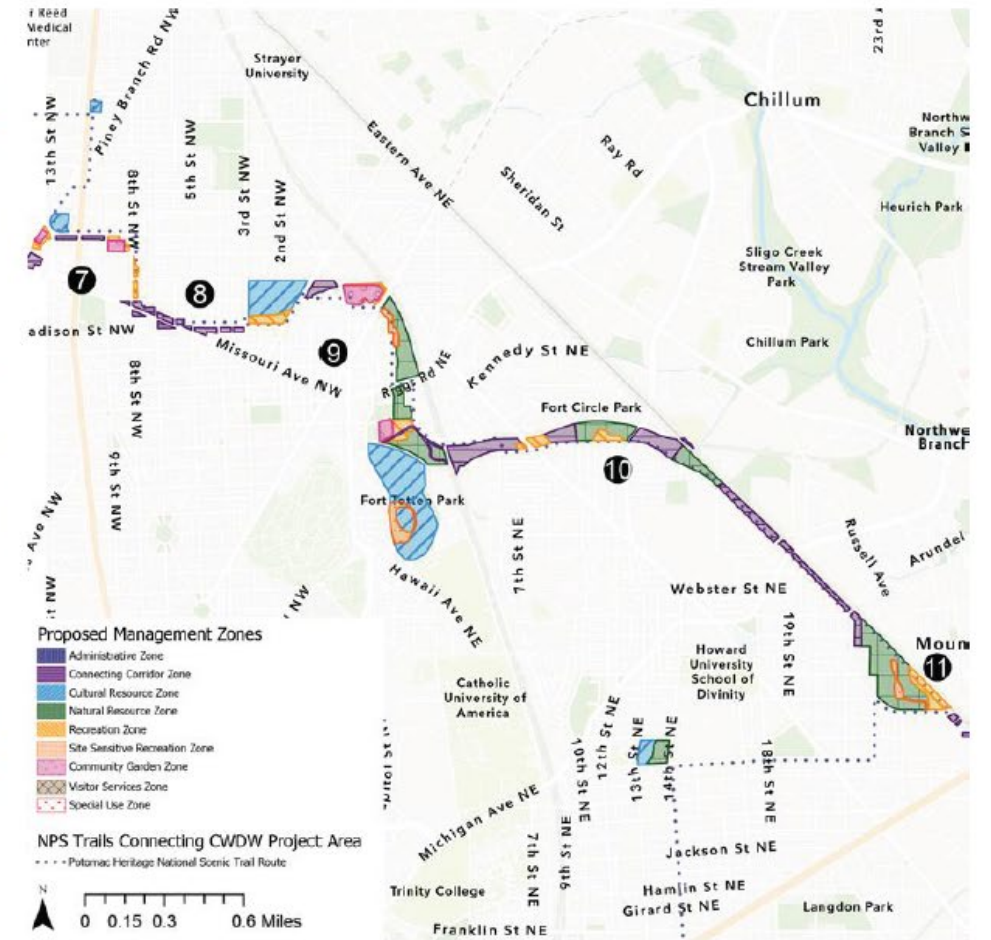 Medical
Piney Branch Rd NW
Strayer
University
23rd
Chillum
13th St NW
5th St NW
Eastern Ave NE
Ray Rd
Branch
Valley
8th St NW
3rd St NW
2nd St NW
Sheridan St
Heurich Park
Sligo Creek
Stream Valley
Park
7
8
adison St NW
Missouri Ave NW
9
Kennedy St NE
Chillum Park
8th St NW
Riggs Rd NE
Fort Circle Park
Branch
10
9th St NW
Ave NW
Fort Totten Park
7th St NE
Russell Ave
Arundel
Hawaii Ave NE
Webster St NE
St NW
NW
19th St NE
Moun
11
Howard
University
School of
Divinity
Catholic
University of
America
Proposed Management Zones
Administrative Zone
Connecting Corridor Zone
Cultural Resource Zone
Natural Resource Zone
Recreation Zone
Site Sensitive Recreation Zone
Community Garden Zone
Visitor Services Zone
Special Use Zone
NPS Trails Connecting CWDW Project Area
Potomac Heritage National Scenic Trail Route
N
0 0.15 0.3 0.6 Miles
10th St NE
12th St NE
13th St NE
14th St NE
18th St NE
Michigan Ave NE
7th St NE
9th St NE
Jackson St NE
Trinity College
Hamlin St NE
Girard St NE
Langdon Park
Franklin St NE